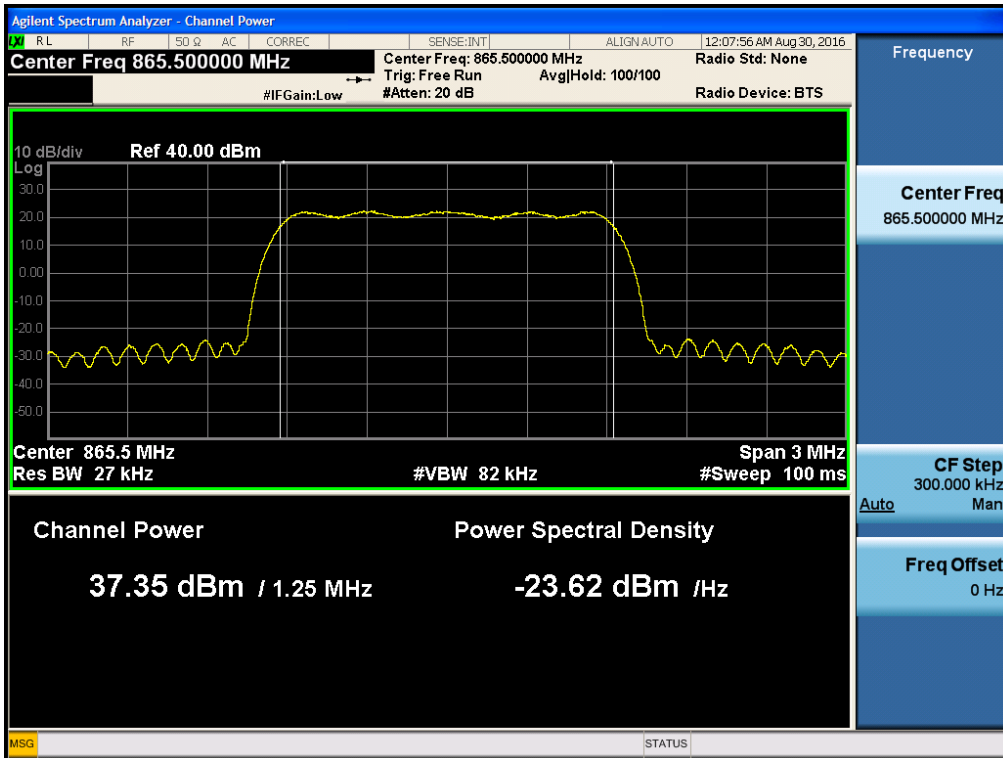 Agilent Spectrum Analyzer - Channel Power
LXI RL RF 50 Ω AC CORREC SENSE:INT ALIGN AUTO 12:07:56 AM Aug 30, 2016
Center Freq 865.500000 MHz
Center Freq: 865.500000 MHz
Radio Std: None
Trig: Free Run Avg|Hold: 100/100
#IFGain:Low
#Atten: 20 dB
Radio Device: BTS
10 dB/div Ref 40.00 dBm
Log
30.0
20.0
10.0
0.00
-10.0
-20.0
-30.0
-40.0
-50.0
Center 865.5 MHz Span 3 MHz
Res BW 27 kHz #VBW 82 kHz #Sweep 100 ms
Channel Power Power Spectral Density
37.35 dBm / 1.25 MHz -23.62 dBm /Hz
Frequency
Center Freq
865.500000 MHz
CF Step
300.000 kHz
Auto Man
Freq Offset
0 Hz
MSG STATUS